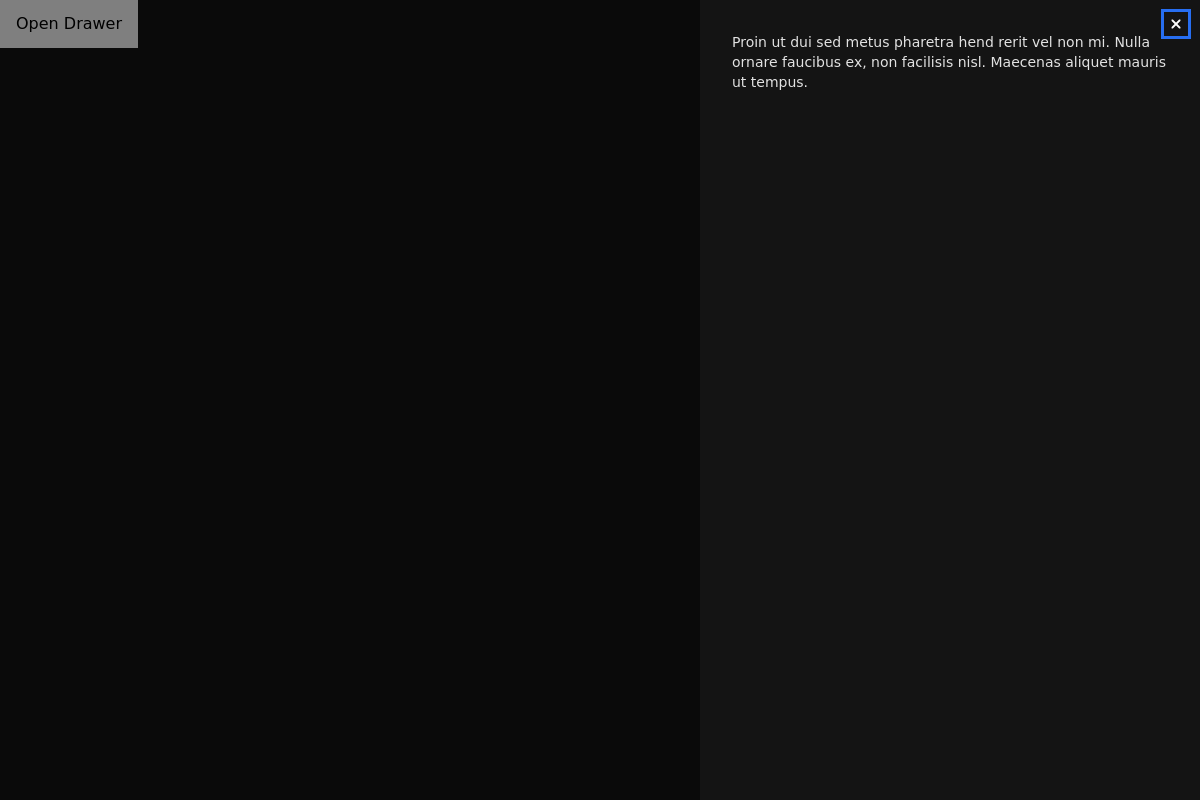 Open Drawer
Proin ut dui sed metus pharetra hend rerit vel non mi. Nulla
ornare faucibus ex, non facilisis nisl. Maecenas aliquet mauris
ut tempus.